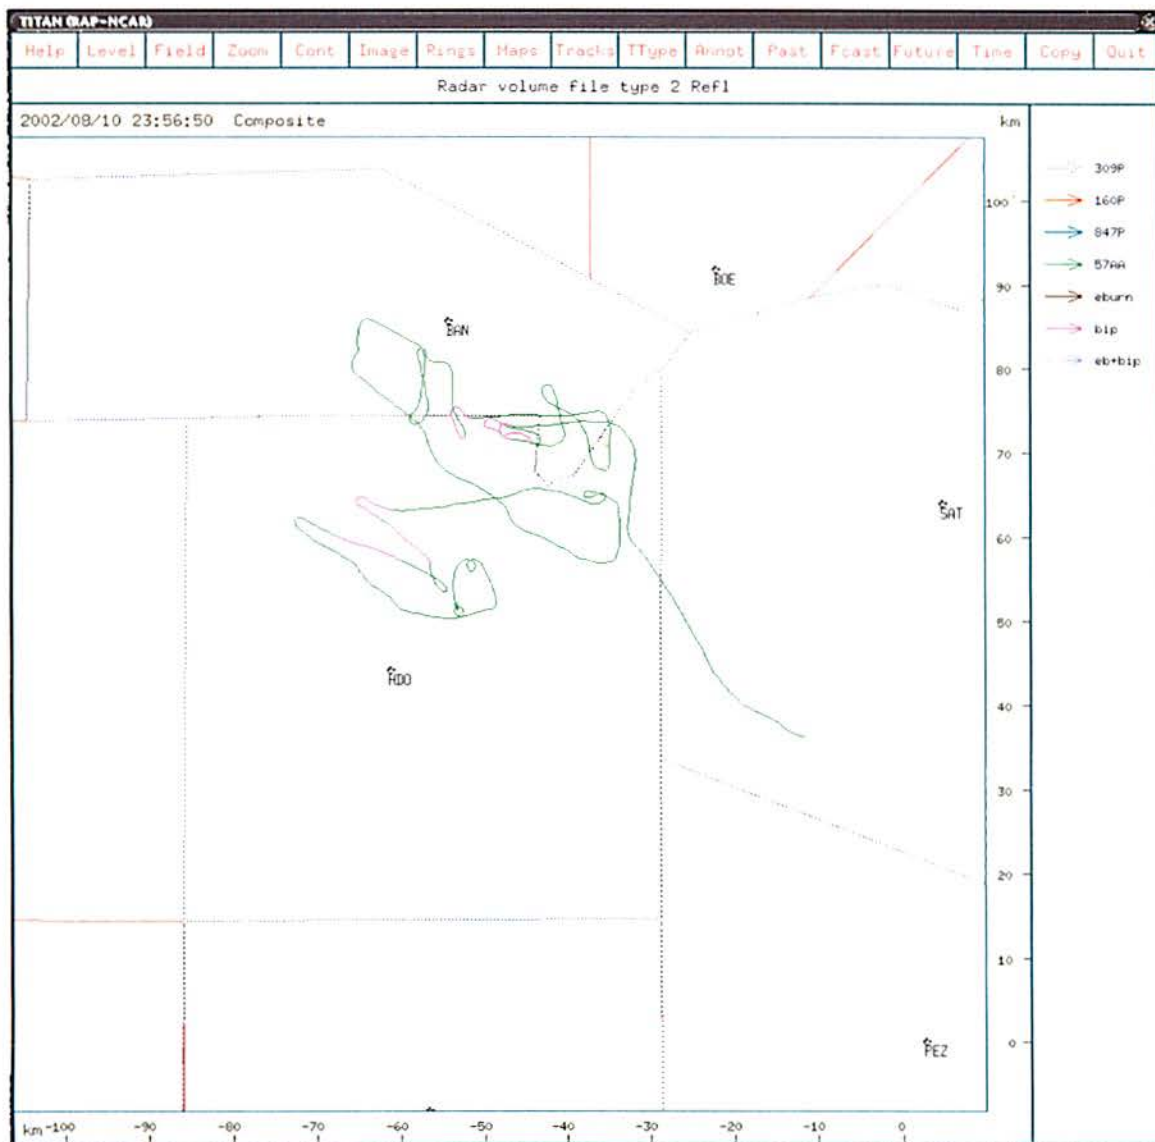 TITAN (RAP-NCAR)
Help Level Field Zoom Cont Image Rings Maps Tracks TType Annot Past Fcast Future Time Copy Quit
Radar volume file type 2 Refl
2002/08/10 23:56:50 Composite km
309P
100
160P
847P
BOE
57AA
90
eburn
BAN
bip
80
eb+bip
70
SAT
60
50
HDO
40
30
20
10
PEZ
0
km -100 -90 -80 -70 -60 -50 -40 -30 -20 -10 0